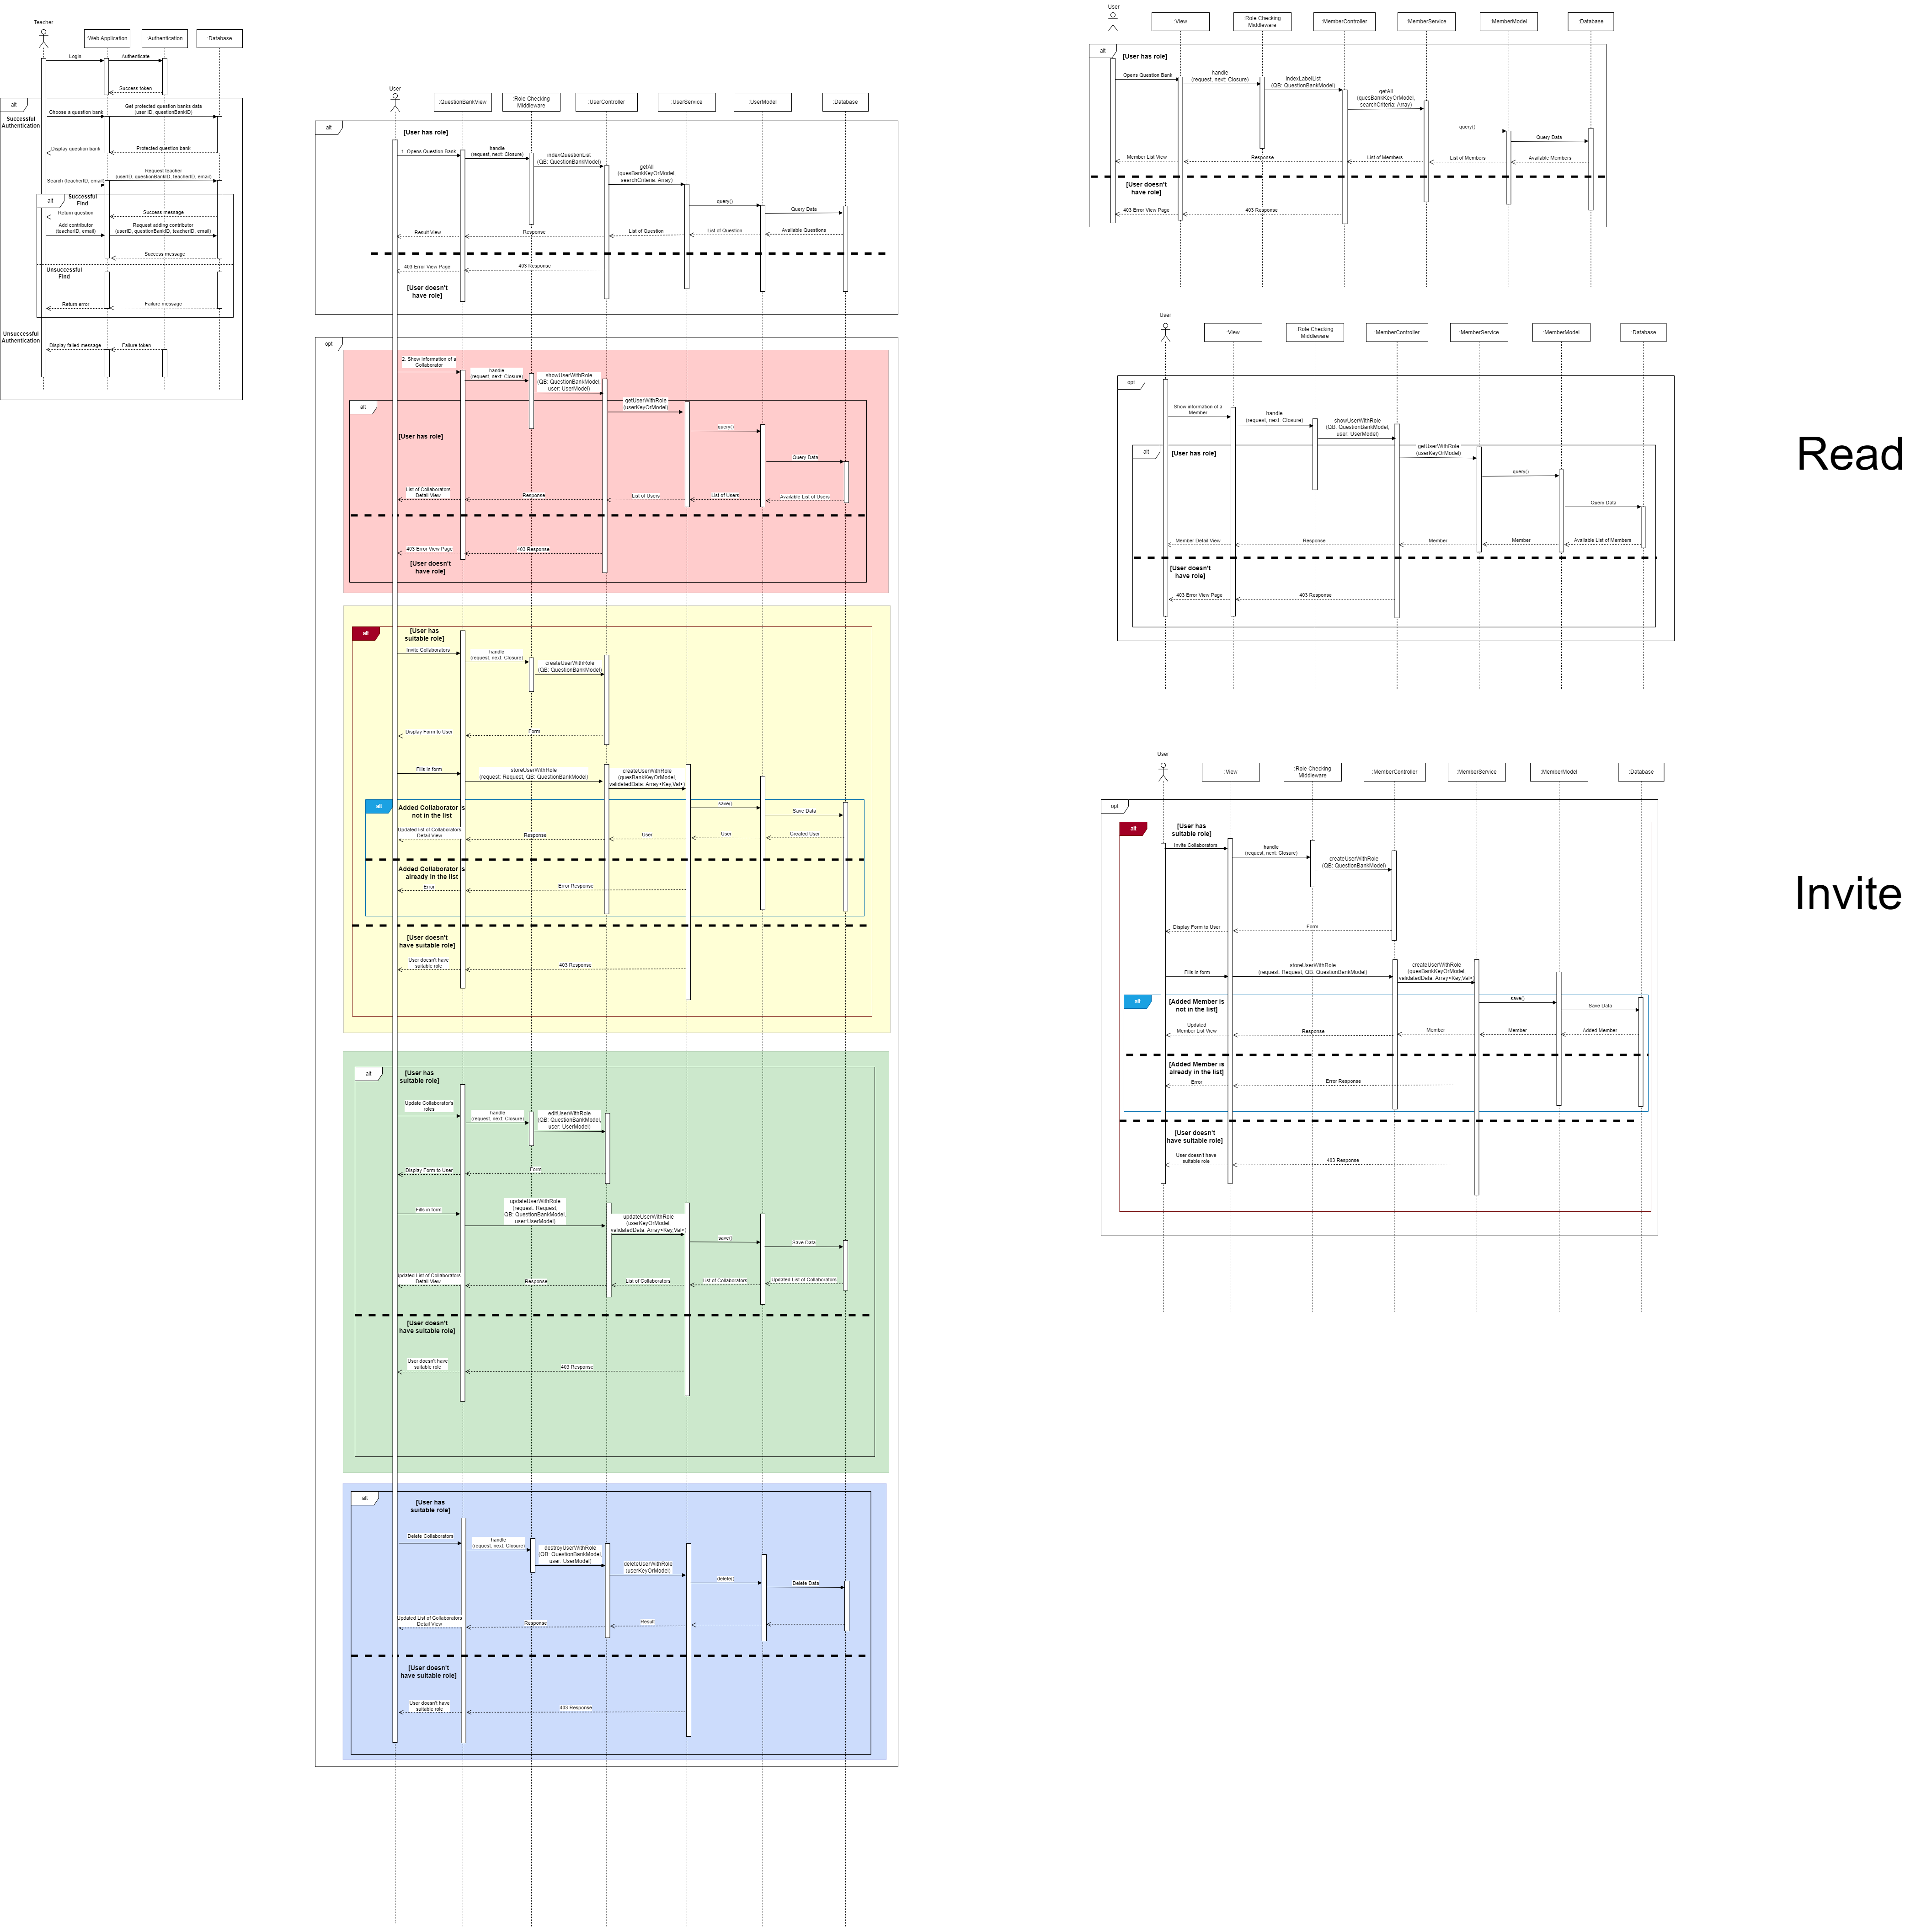 Teacher
:Web Application
:Authentication
:Database
Login
Authenticate
Success token
alt
Successful
Authentication
Get protected question banks data
(user ID, questionBankID)
Choose a question bank
Display question bank
Protected question bank
Request teacher
(userID, questionBankID, teacherID, email)
Search (teacherID, email)
alt
Successful
Find
Return question
Success message
Add contributor
(teacherID, email)
Request adding contributor
(userID, questionBankID, teacherID, email)
Success message
Unsuccessful
Find
Return error
Failure message
Unsuccessful
Authentication
Display failed message
Failure token
User
:QuestionBankView
:Role Checking
Middleware
:UserController
:UserService
:UserModel
:Database
alt
[User has role]
1. Opens Question Bank
handle
(request, next: Closure)
indexQuestionList
(QB: QuestionBankModel)
getAll
(quesBankKeyOrModel,
searchCriteria: Array)
query()
Query Data
Result View
Response
List of Question
List of Question
Available Questions
403 Error View Page
403 Response
[User doesn't
have role]
opt
2. Show information of a
Collaborator
handle
(request, next: Closure)
showUserWithRole
(QB: QuestionBankModel,
user: UserModel)
alt
getUserWithRole
(userKeyOrModel)
[User has role]
query()
Query Data
List of Collaborators
Detail View
Response
List of Users
List of Users
Available List of Users
403 Error View Page
403 Response
[User doesn't
have role]
alt
[User has
suitable role]
Invite Collaborators
handle
(request, next: Closure)
createUserWithRole
(QB: QuestionBankModel)
Display Form to User
Form
Fills in form
storeUserWithRole
(request: Request, QB: QuestionBankModel)
createUserWithRole
(quesBankKeyOrModel,
validatedData: Array<Key,Val>)
alt
Added Collaborator is
not in the list
save()
Save Data
Updated list of Collaborators
Detail View
Response
User
User
Created User
Added Collaborator is
already in the list
Error
Error Response
[User doesn't
have suitable role]
User doesn't have
suitable role
403 Response
alt
[User has
suitable role]
Update Collaborator's
roles
handle
(request, next: Closure)
editUserWithRole
(QB: QuestionBankModel,
user: UserModel)
Display Form to User
Form
Fills in form
updateUserWithRole
(request: Request,
QB: QuestionBankModel,
user:UserModel)
updateUserWithRole
(userKeyOrModel,
validatedData: Array<Key,Val>)
save()
Save Data
Updated List of Collaborators
Detail View
Response
List of Collaborators
List of Collaborators
Updated List of Collaborators
[User doesn't
have suitable role]
User doesn't have
suitable role
403 Response
alt
[User has
suitable role]
Delete Collaborators
handle
(request, next: Closure)
destroyUserWithRole
(QB: QuestionBankModel,
user: UserModel)
deleteUserWithRole
(userKeyOrModel)
delete()
Delete Data
Updated List of Collaborators
Detail View
Response
Result
[User doesn't
have suitable role]
User doesn't have
suitable role
403 Response
User
:View
:Role Checking
Middleware
:MemberController
:MemberService
:MemberModel
:Database
alt
[User has role]
Opens Question Bank
handle
(request, next: Closure)
indexLabelList
(QB: QuestionBankModel)
getAll
(quesBankKeyOrModel,
searchCriteria: Array)
query()
Query Data
Member List View
Response
List of Members
List of Members
Available Members
[User doesn't
have role]
403 Error View Page
403 Response
User
:View
:Role Checking
Middleware
:MemberController
:MemberService
:MemberModel
:Database
opt
Show information of a
Member
handle
(request, next: Closure)
showUserWithRole
(QB: QuestionBankModel,
user: UserModel)
alt
[User has role]
getUserWithRole
(userKeyOrModel)
query()
Query Data
Member Detail View
Response
Member
Member
Available List of Members
[User doesn't
have role]
403 Error View Page
403 Response
Read
User
:View
:Role Checking
Middleware
:MemberController
:MemberService
:MemberModel
:Database
opt
alt
[User has
suitable role]
Invite Collaborators
handle
(request, next: Closure)
createUserWithRole
(QB: QuestionBankModel)
Display Form to User
Form
Fills in form
storeUserWithRole
(request: Request, QB: QuestionBankModel)
createUserWithRole
(quesBankKeyOrModel,
validatedData: Array<Key,Val>)
alt
[Added Member is
not in the list]
save()
Save Data
Updated
Member List View
Response
Member
Member
Added Member
[Added Member is
already in the list]
Error
Error Response
[User doesn't
have suitable role]
User doesn't have
suitable role
403 Response
Invite